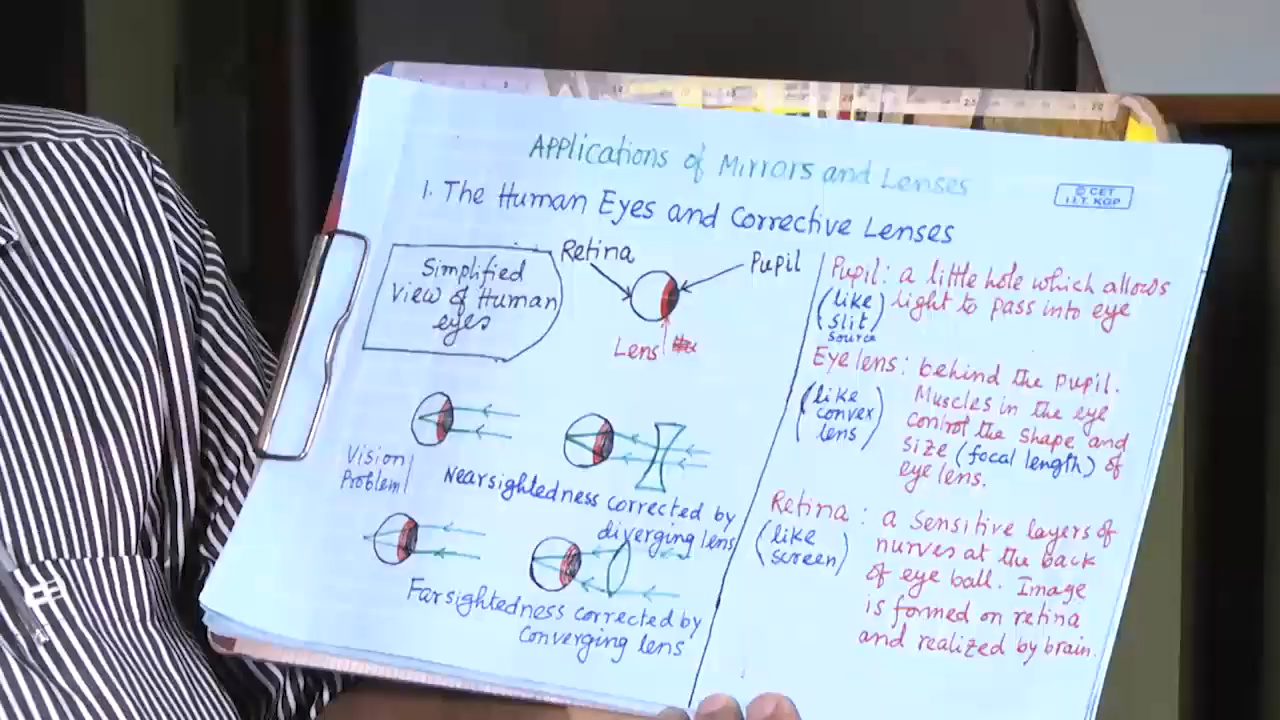 Applications of Mirrors and Lenses
© CET
I.I.T. KGP
1. The Human Eyes and Corrective Lenses
Simplified
View of Human
eyes
Retina
Pupil
Lens
Vision
Problem
Nearsightedness corrected by
diverging lens
Farsightedness corrected by
Converging lens
Pupil: a little hole which allows
(like light to pass into eye
slit
source)
Eye lens: behind the pupil.
(like Muscles in the eye
convex control the shape and
lens) size (focal length) of
eye lens.
Retina: a sensitive layers of
(like nurves at the back
screen) of eye ball. Image
is formed on retina
and realized by brain.